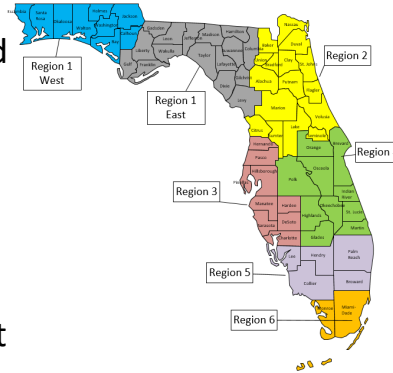 Nassau
Escambia
Santa Rosa
Okaloosa
Holmes
Jackson
Walton
Washington
Bay
Calhoun
Gadsden
Leon
Jefferson
Madison
Hamilton
Liberty
Wakulla
Gulf
Franklin
Taylor
Suwannee
Columbia
Lafayette
Dixie
Gilchrist
Levy
Baker
Duval
Union
Bradford
Clay
St. Johns
Alachua
Putnam
Flagler
Marion
Volusia
Citrus
Sumter
Lake
Seminole
Region 1
West
Region 1
East
Region 2
Region
Region 3
Region 5
Region 6
Hernando
Pasco
Hillsborough
Orange
Brevard
Osceola
Polk
Indian
River
Manatee
Hardee
Highlands
Okeechobee
St. Lucie
Sarasota
DeSoto
Martin
Charlotte
Glades
Lee
Hendry
Palm
Beach
Collier
Broward
Monroe
Miami-
Dade